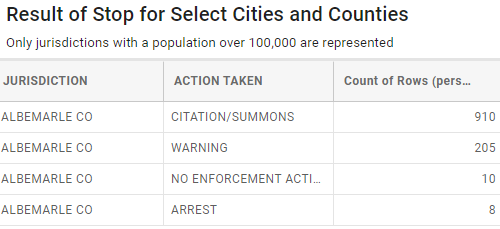 Result of Stop for Select Cities and Counties
Only jurisdictions with a population over 100,000 are represented
JURISDICTION ACTION TAKEN Count of Rows (pers...
ALBEMARLE CO CITATION/SUMMONS 910
ALBEMARLE CO WARNING 205
ALBEMARLE CO NO ENFORCEMENT ACTI... 10
ALBEMARLE CO ARREST 8